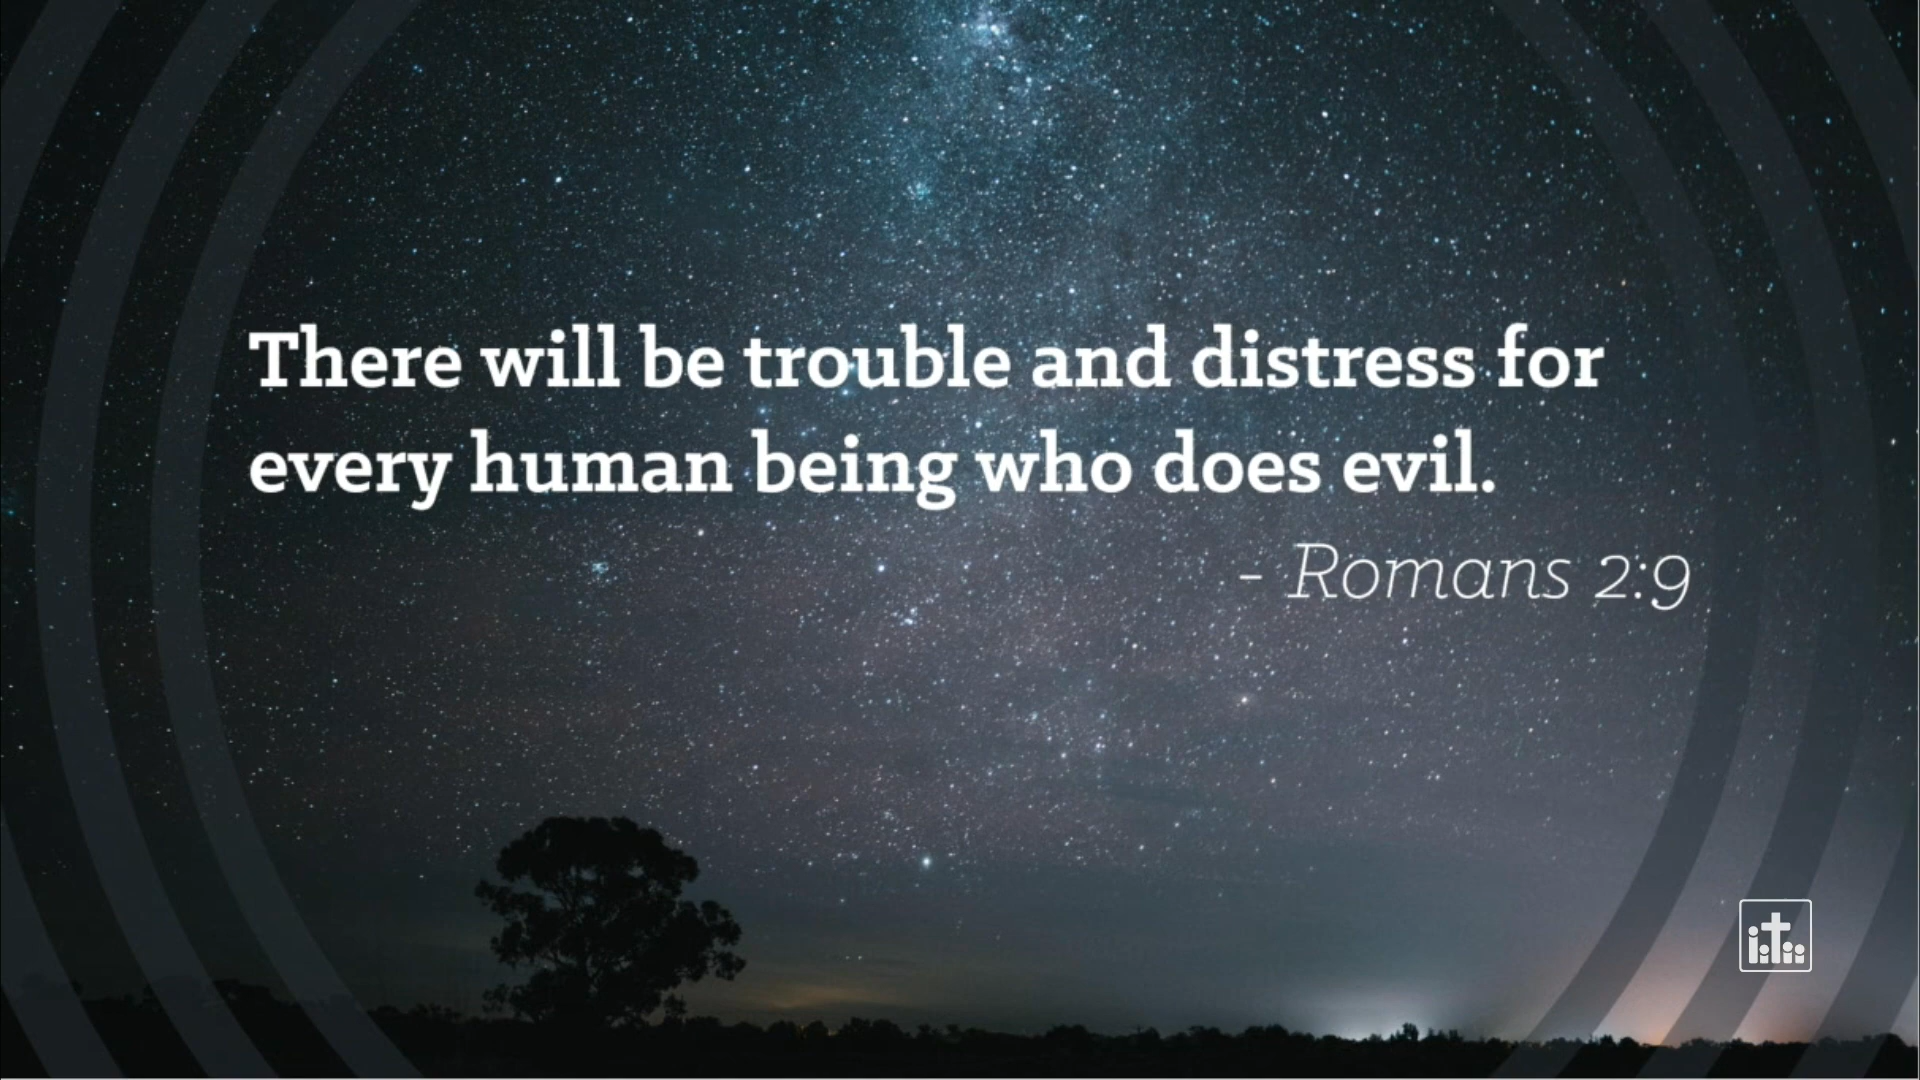 There will be trouble and distress for
every human being who does evil.
- Romans 2:9